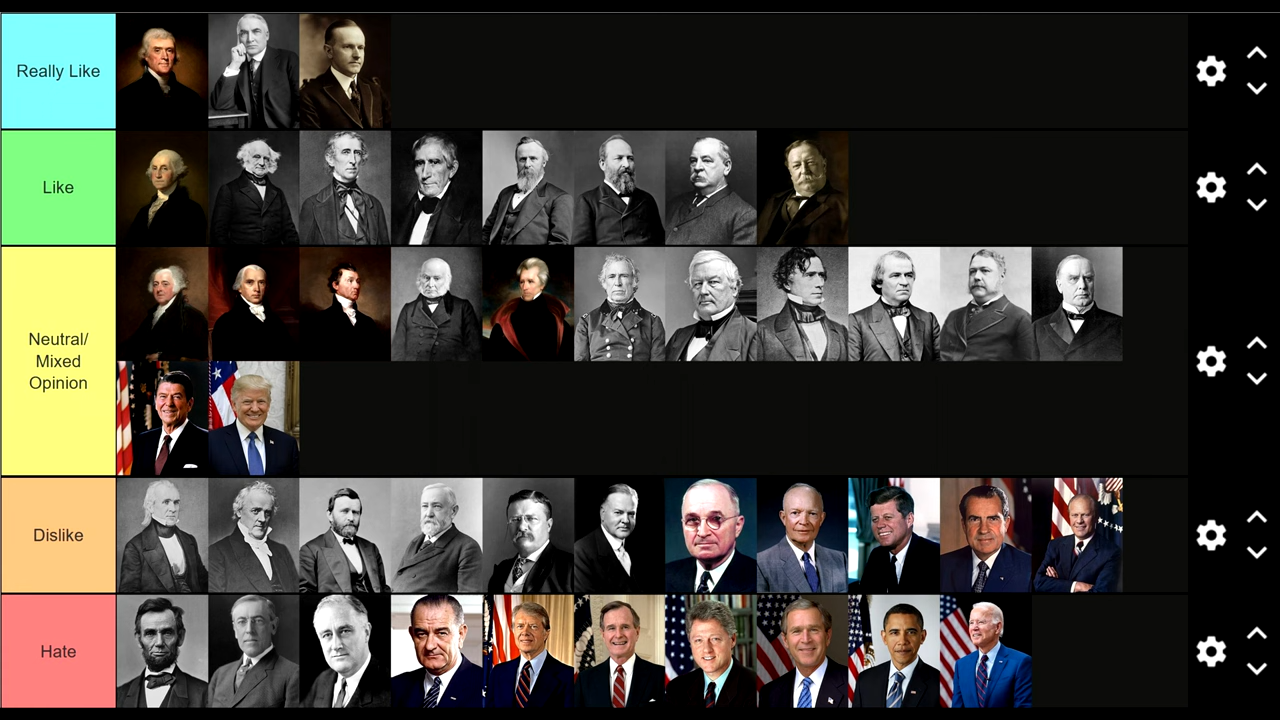 Really Like
Like
Neutral/
Mixed
Opinion
Dislike
Hate